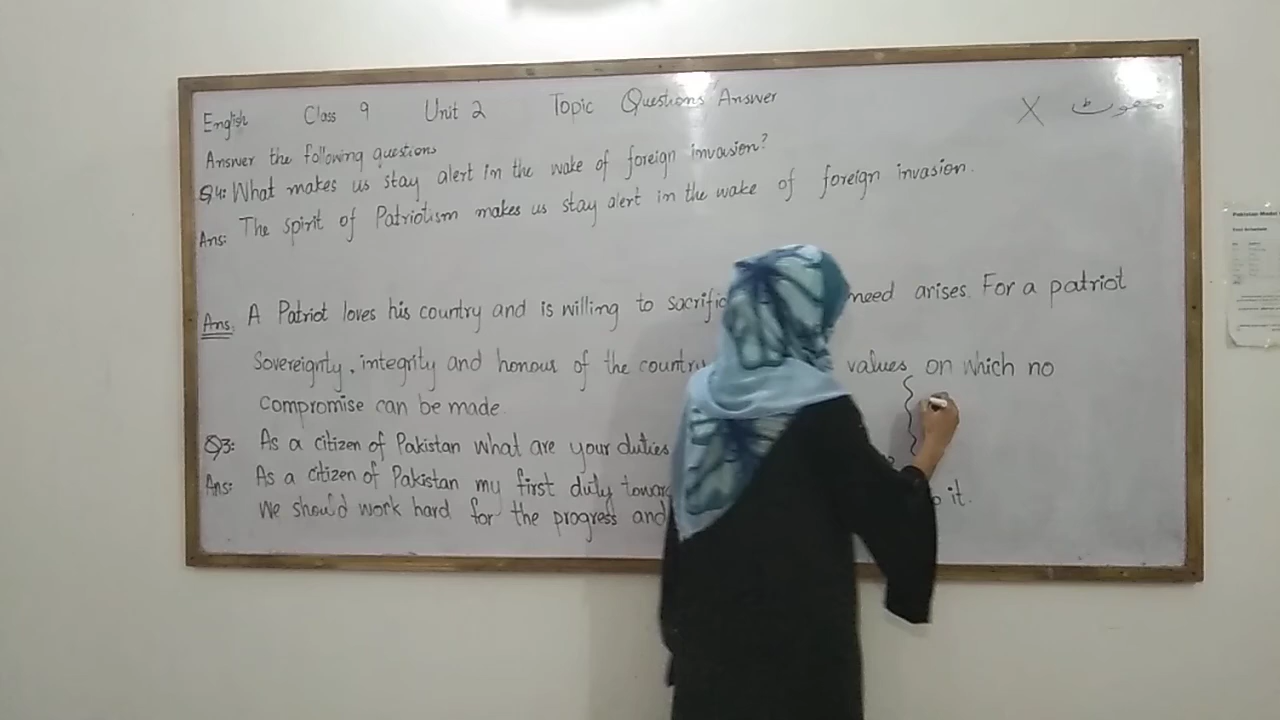 English Class 9 Unit 2 Topic Questions/Answer X
Answer the following questions
Q4: What makes us stay alert in the wake of foreign invasion?
Ans: The spirit of Patriotism makes us stay alert in the wake of foreign invasion.
Ans: A Patriot loves his country and is willing to need arises. For a patriot
Sovereignty, integrity and honour of the country values on which no
compromise can be made.
Q3: As a citizen of Pakistan what are your duties
Ans: As a citizen of Pakistan my first duty it.
We should work hard for the progress and
Pakistan Model